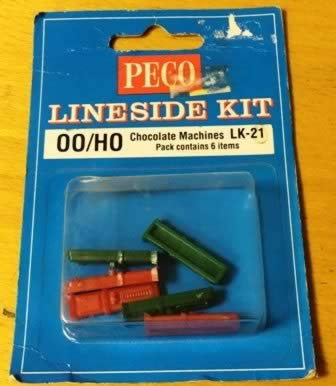 PECO
LINESIDE KIT
OO/HO Chocolate Machines LK-21
Pack contains 6 items